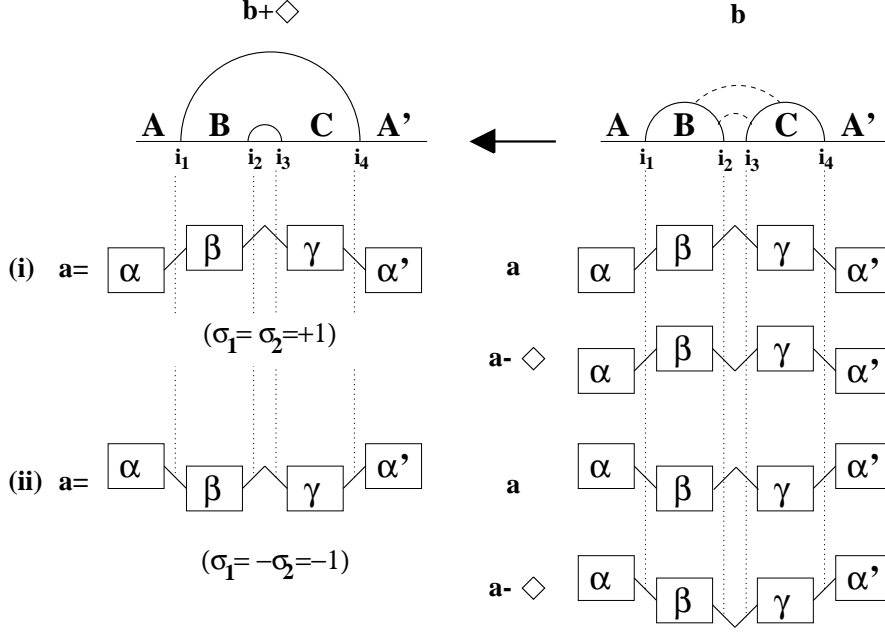 b+◇ b
A B C A' A B C A'
i₁ i₂ i₃ i₄ i₁ i₂ i₃ i₄
(i) a= α β γ α' a α β γ α'
(σ₁= σ₂=+1)
a- ◇ α β γ α'
(ii) a= α β γ α' a α β γ α'
(σ₁= −σ₂=−1)
a- ◇ α β γ α'